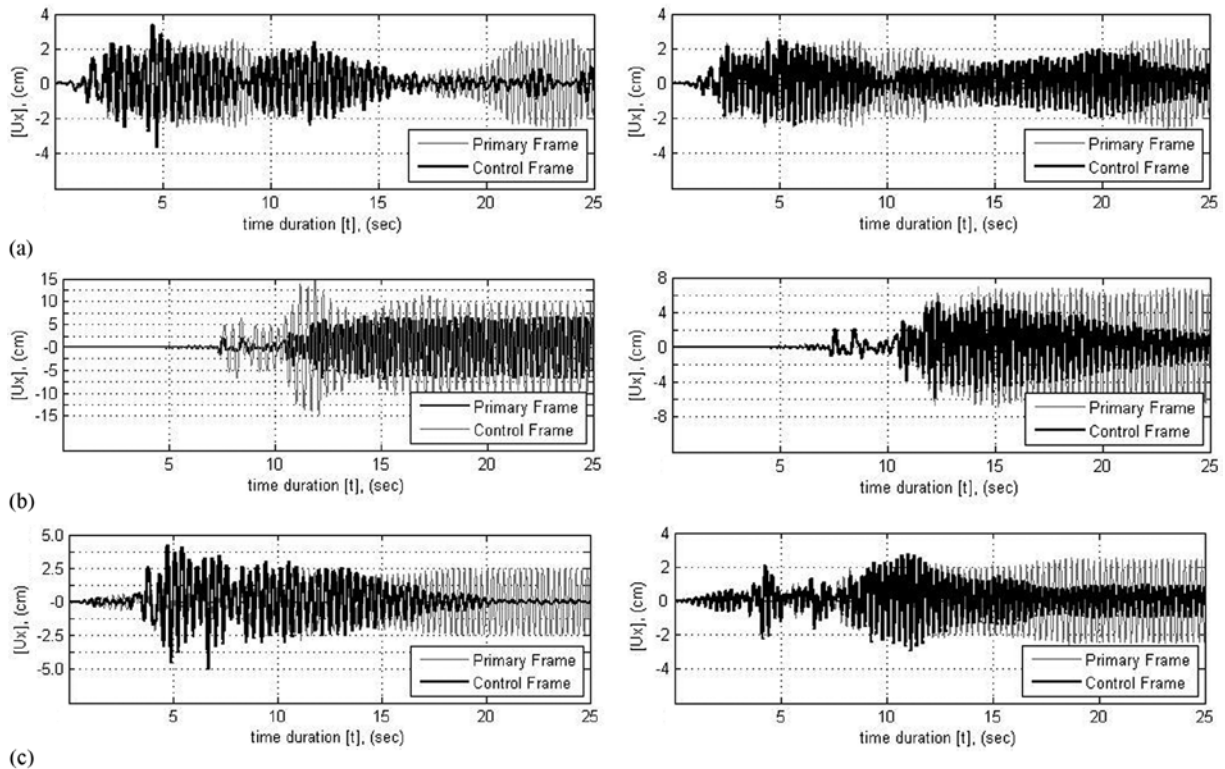 4
2
0
-2
-4
[Ux], (cm)
Primary Frame
Control Frame
5
10
15
20
25
time duration [t], (sec)
4
2
0
-2
-4
[Ux], (cm)
Primary Frame
Control Frame
5
10
15
20
25
time duration [t], (sec)
(a)
15
10
5
-0
-5
-10
-15
[Ux], (cm)
Primary Frame
Control Frame
5
10
15
20
25
time duration [t], (sec)
8
4
0
-4
-8
[Ux], (cm)
Primary Frame
Control Frame
5
10
15
20
25
time duration [t], (sec)
(b)
5.0
2.5
-0
-2.5
-5.0
[Ux], (cm)
Primary Frame
Control Frame
5
10
15
20
25
time duration [t], (sec)
4
2
0
-2
-4
[Ux], (cm)
Primary Frame
Control Frame
5
10
15
20
25
time duration [t], (sec)
(c)